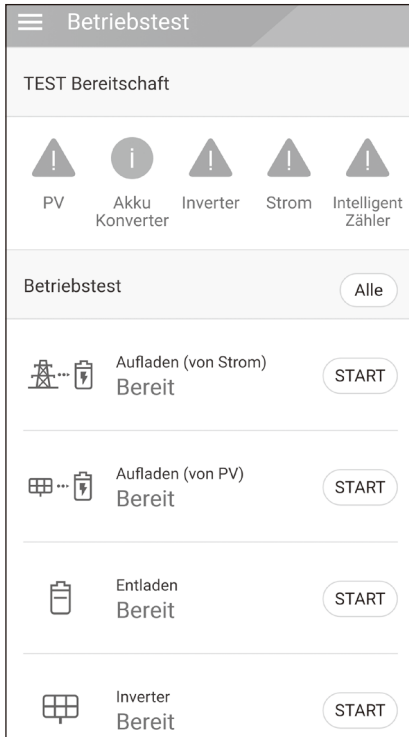 Betriebstest
TEST Bereitschaft
PV
Akku
Konverter
Inverter
Strom
Intelligent
Zähler
Betriebstest
Alle
Aufladen (von Strom)
Bereit
START
Aufladen (von PV)
Bereit
START
Entladen
Bereit
START
Inverter
Bereit
START